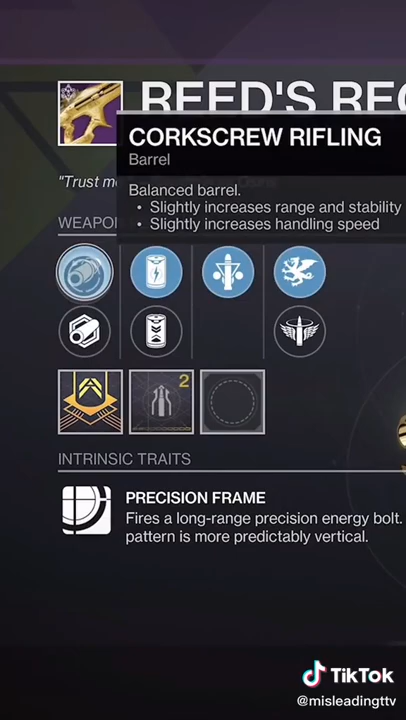 REED'S REG
CORKSCREW RIFLING
Barrel
"Trust m
Balanced barrel.
• Slightly increases range and stability
• Slightly increases handling speed
WEAPO
2
INTRINSIC TRAITS
PRECISION FRAME
Fires a long-range precision energy bolt.
pattern is more predictably vertical.
TikTok
@misleadingttv